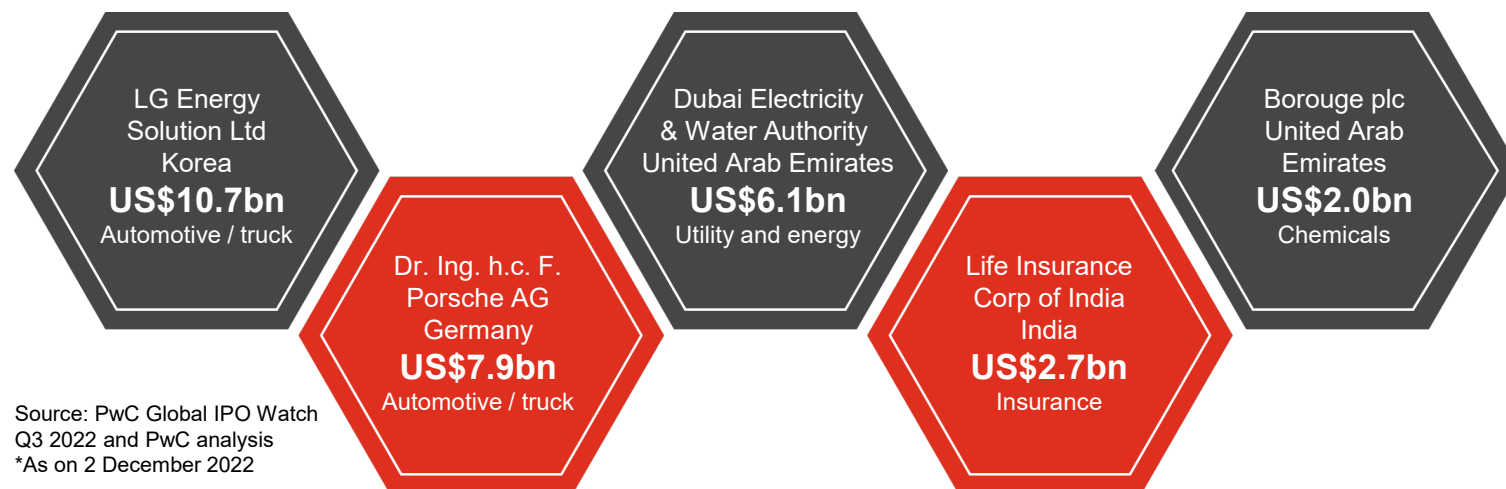 LG Energy
Solution Ltd
Korea
US$10.7bn
Automotive / truck
Dr. Ing. h.c. F.
Porsche AG
Germany
US$7.9bn
Automotive / truck
Dubai Electricity
& Water Authority
United Arab Emirates
US$6.1bn
Utility and energy
Life Insurance
Corp of India
India
US$2.7bn
Insurance
Borouge plc
United Arab
Emirates
US$2.0bn
Chemicals
Source: PwC Global IPO Watch
Q3 2022 and PwC analysis
*As on 2 December 2022